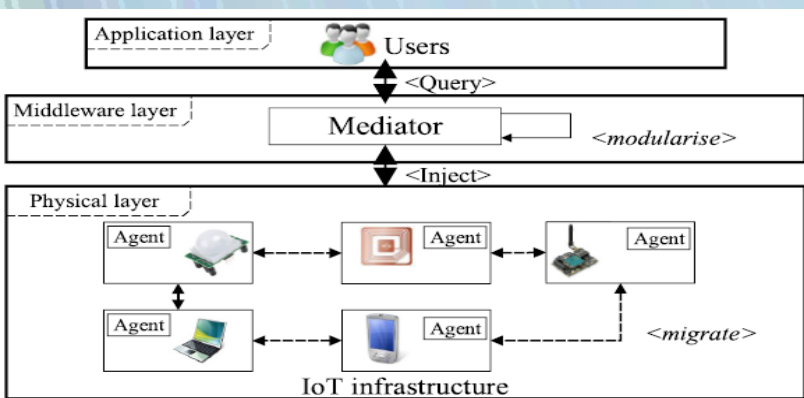 Application layer
Users
<Query>
Middleware layer
Mediator
<modularise>
<Inject>
Physical layer
Agent
Agent
Agent
Agent
Agent
<migrate>
IoT infrastructure